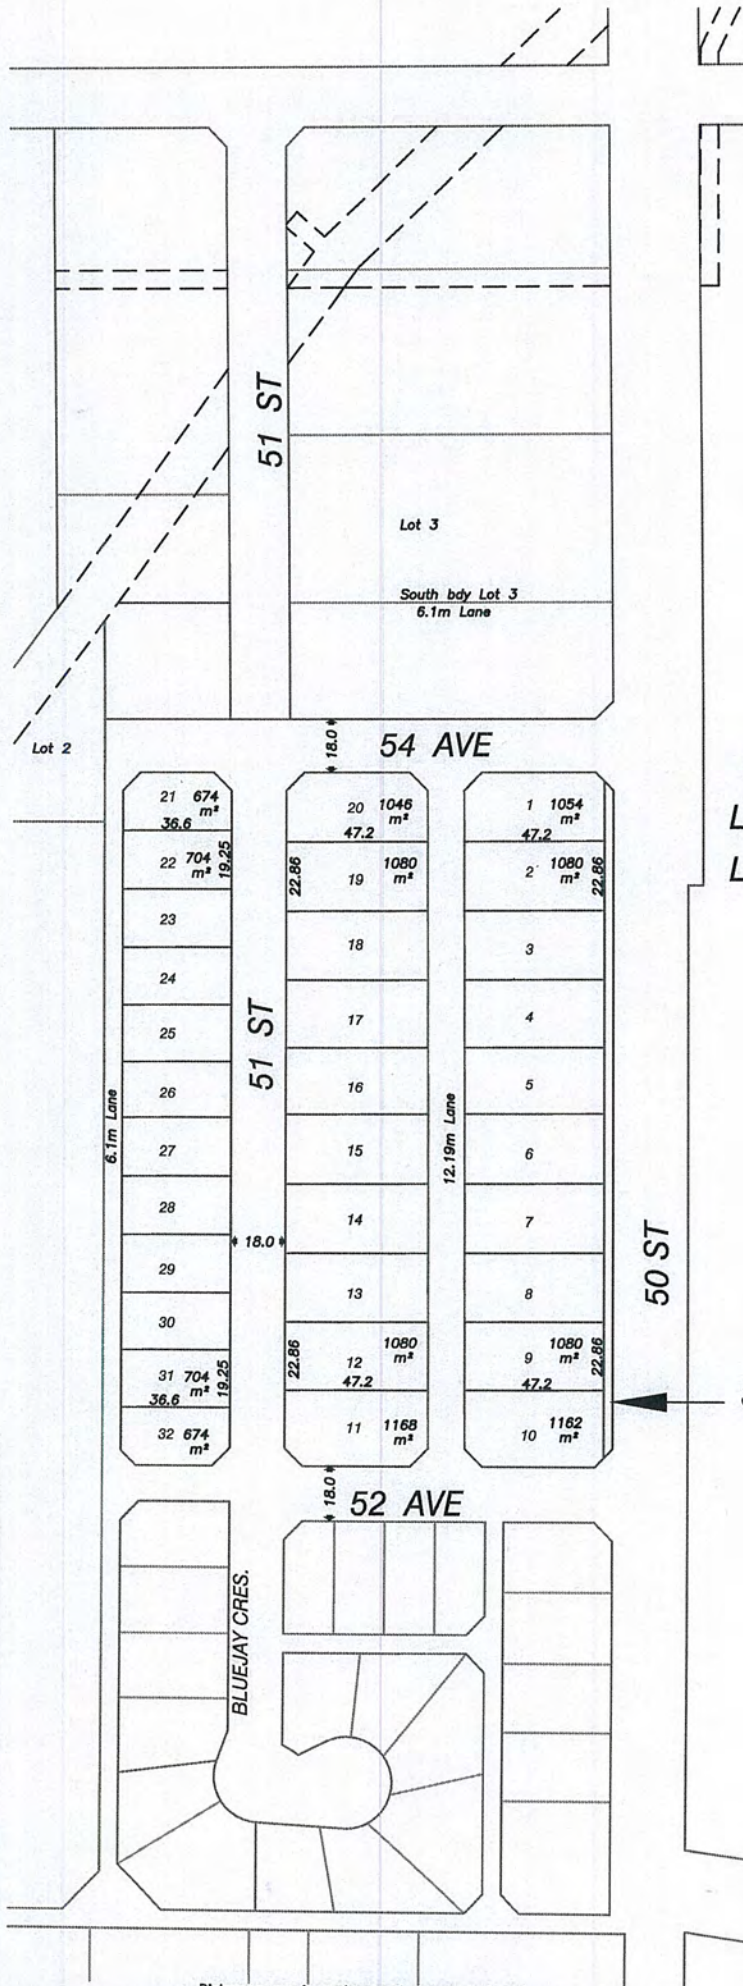 51 ST
Lot 3
South bdy Lot 3
6.1m Lane
Lot 2
18.0
54 AVE
21 674
m²
36.6
22 704
m²
19.25
23
24
25
26
27
28
29
30
31 704
m²
19.25
36.6
32 674
m²
6.1m Lane
51 ST
18.0
20 1046
m²
47.2
19 1080
m²
22.86
18
17
16
15
14
13
12 1080
m²
22.86
47.2
11 1168
m²
12.19m Lane
1 1054
m²
47.2
2 1080
m²
22.86
3
4
5
6
7
8
9 1080
m²
22.86
47.2
10 1162
m²
50 ST
L
L
18.0
52 AVE
BLUEJAY CRES.